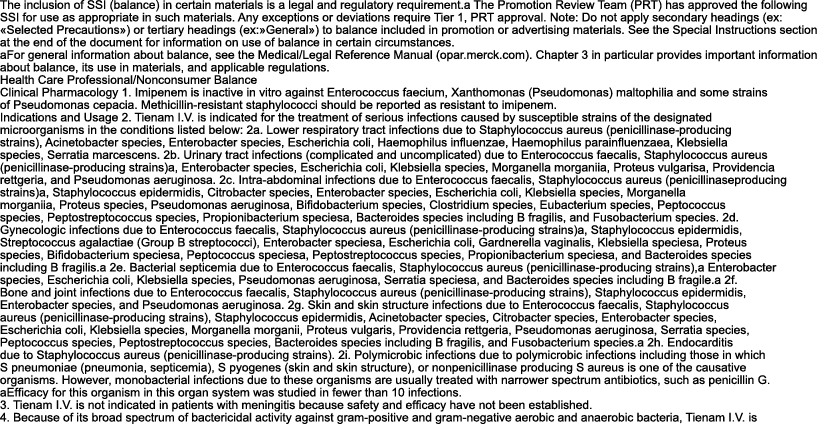 The inclusion of SSI (balance) in certain materials is a legal and regulatory requirement.a The Promotion Review Team (PRT) has approved the following
SSI for use as appropriate in such materials. Any exceptions or deviations require Tier 1, PRT approval. Note: Do not apply secondary headings (ex:
«Selected Precautions») or tertiary headings (ex:»General») to balance included in promotion or advertising materials. See the Special Instructions section
at the end of the document for information on use of balance in certain circumstances.
aFor general information about balance, see the Medical/Legal Reference Manual (opar.merck.com). Chapter 3 in particular provides important information
about balance, its use in materials, and applicable regulations.
Health Care Professional/Nonconsumer Balance
Clinical Pharmacology 1. Imipenem is inactive in vitro against Enterococcus faecium, Xanthomonas (Pseudomonas) maltophilia and some strains
of Pseudomonas cepacia. Methicillin-resistant staphylococci should be reported as resistant to imipenem.
Indications and Usage 2. Tienam I.V. is indicated for the treatment of serious infections caused by susceptible strains of the designated
microorganisms in the conditions listed below: 2a. Lower respiratory tract infections due to Staphylococcus aureus (penicillinase-producing
strains), Acinetobacter species, Enterobacter species, Escherichia coli, Haemophilus influenzae, Haemophilus parainfluenzaea, Klebsiella
species, Serratia marcescens. 2b. Urinary tract infections (complicated and uncomplicated) due to Enterococcus faecalis, Staphylococcus aureus
(penicillinase-producing strains)a, Enterobacter species, Escherichia coli, Klebsiella species, Morganella morganiia, Proteus vulgarisa, Providencia
rettgeria, and Pseudomonas aeruginosa. 2c. Intra-abdominal infections due to Enterococcus faecalis, Staphylococcus aureus (penicillinaseproducing
strains)a, Staphylococcus epidermidis, Citrobacter species, Enterobacter species, Escherichia coli, Klebsiella species, Morganella
morganiia, Proteus species, Pseudomonas aeruginosa, Bifidobacterium species, Clostridium species, Eubacterium species, Peptococcus
species, Peptostreptococcus species, Propionibacterium speciesa, Bacteroides species including B fragilis, and Fusobacterium species. 2d.
Gynecologic infections due to Enterococcus faecalis, Staphylococcus aureus (penicillinase-producing strains)a, Staphylococcus epidermidis,
Streptococcus agalactiae (Group B streptococci), Enterobacter speciesa, Escherichia coli, Gardnerella vaginalis, Klebsiella speciesa, Proteus
species, Bifidobacterium speciesa, Peptococcus speciesa, Peptostreptococcus species, Propionibacterium speciesa, and Bacteroides species
including B fragilis.a 2e. Bacterial septicemia due to Enterococcus faecalis, Staphylococcus aureus (penicillinase-producing strains),a Enterobacter
species, Escherichia coli, Klebsiella species, Pseudomonas aeruginosa, Serratia speciesa, and Bacteroides species including B fragile.a 2f.
Bone and joint infections due to Enterococcus faecalis, Staphylococcus aureus (penicillinase-producing strains), Staphylococcus epidermidis,
Enterobacter species, and Pseudomonas aeruginosa. 2g. Skin and skin structure infections due to Enterococcus faecalis, Staphylococcus
aureus (penicillinase-producing strains), Staphylococcus epidermidis, Acinetobacter species, Citrobacter species, Enterobacter species,
Escherichia coli, Klebsiella species, Morganella morganii, Proteus vulgaris, Providencia rettgeria, Pseudomonas aeruginosa, Serratia species,
Peptococcus species, Peptostreptococcus species, Bacteroides species including B fragilis, and Fusobacterium species.a 2h. Endocarditis
due to Staphylococcus aureus (penicillinase-producing strains). 2i. Polymicrobic infections due to polymicrobic infections including those in which
S pneumoniae (pneumonia, septicemia), S pyogenes (skin and skin structure), or nonpenicillinase producing S aureus is one of the causative
organisms. However, monobacterial infections due to these organisms are usually treated with narrower spectrum antibiotics, such as penicillin G.
aEfficacy for this organism in this organ system was studied in fewer than 10 infections.
3. Tienam I.V. is not indicated in patients with meningitis because safety and efficacy have not been established.
4. Because of its broad spectrum of bactericidal activity against gram-positive and gram-negative aerobic and anaerobic bacteria, Tienam I.V. is